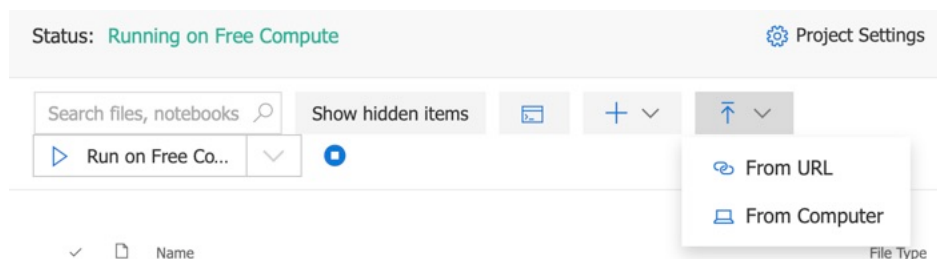 Status: Running on Free Compute Project Settings
Search files, notebooks Show hidden items
Run on Free Co...
From URL
From Computer
Name File Type